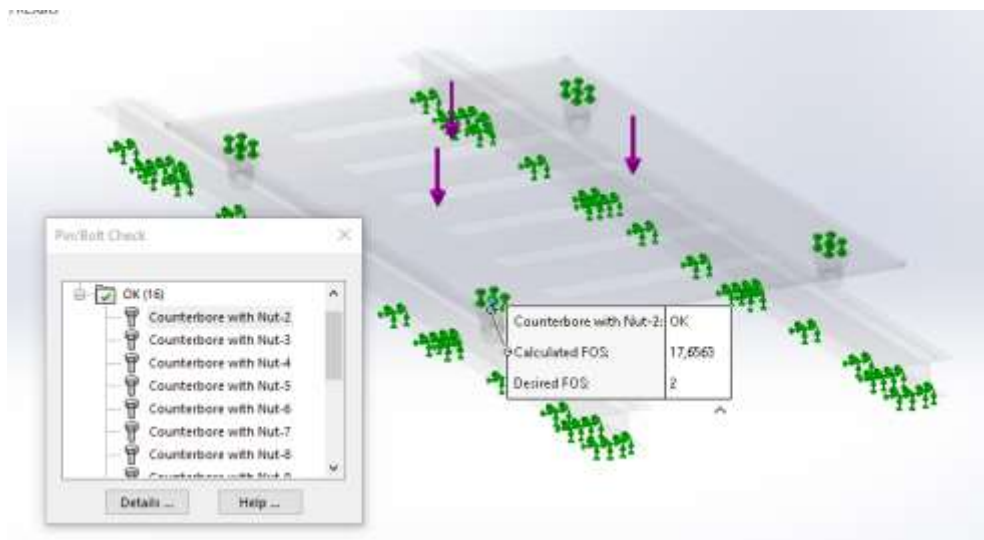 Pin/Bolt Check
OK (16)
Counterbore with Nut-2
Counterbore with Nut-3
Counterbore with Nut-4
Counterbore with Nut-5
Counterbore with Nut-6
Counterbore with Nut-7
Counterbore with Nut-8
Details ...
Help ...
Counterbore with Nut-2: OK
Calculated FOS: 17,6563
Desired FOS: 2